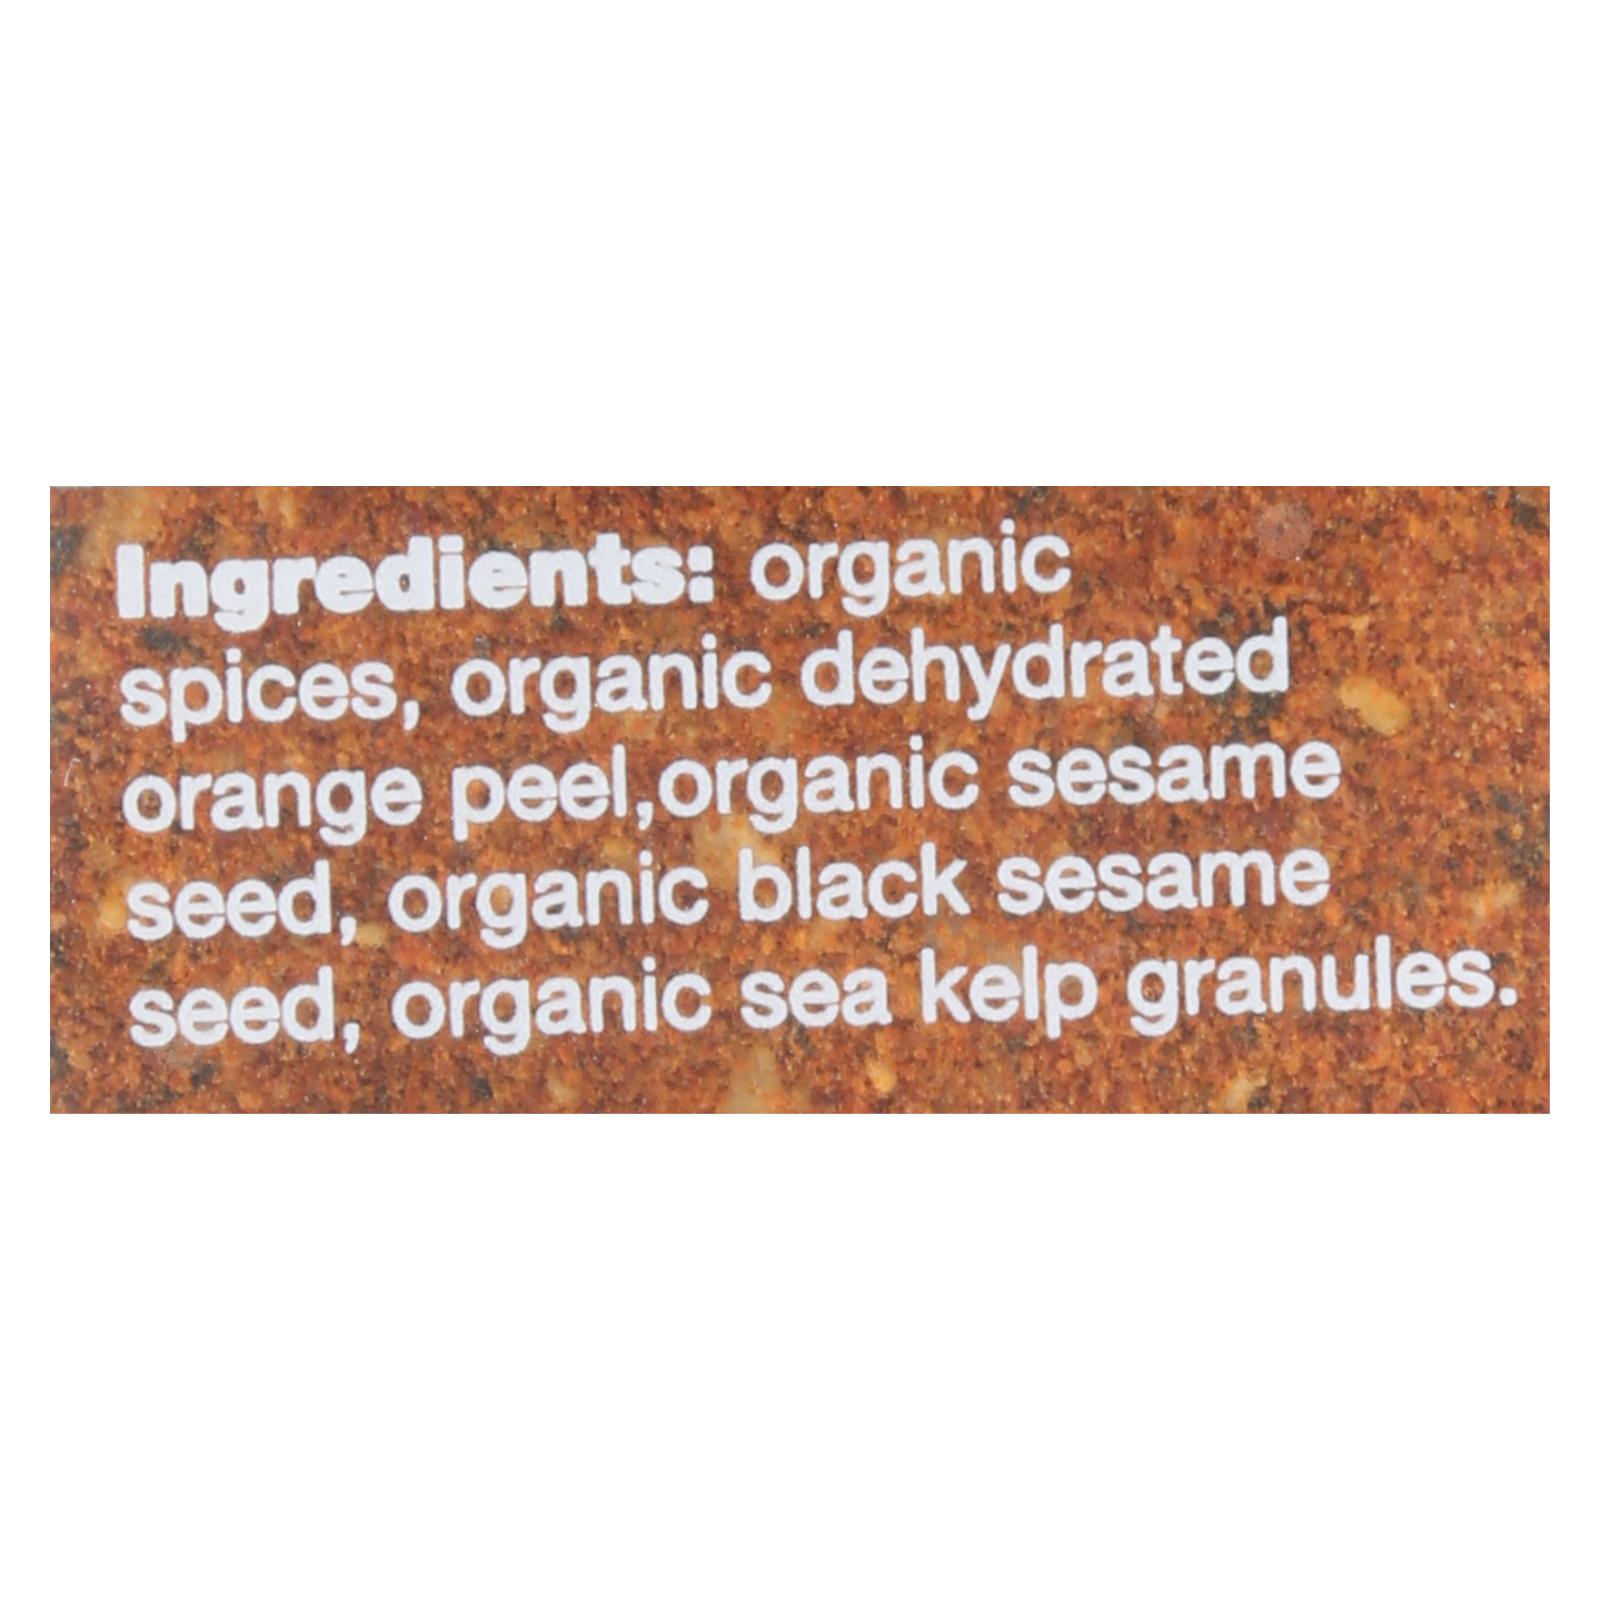 Ingredients: organic
spices, organic dehydrated
orange peel,organic sesame
seed, organic black sesame
seed, organic sea kelp granules.